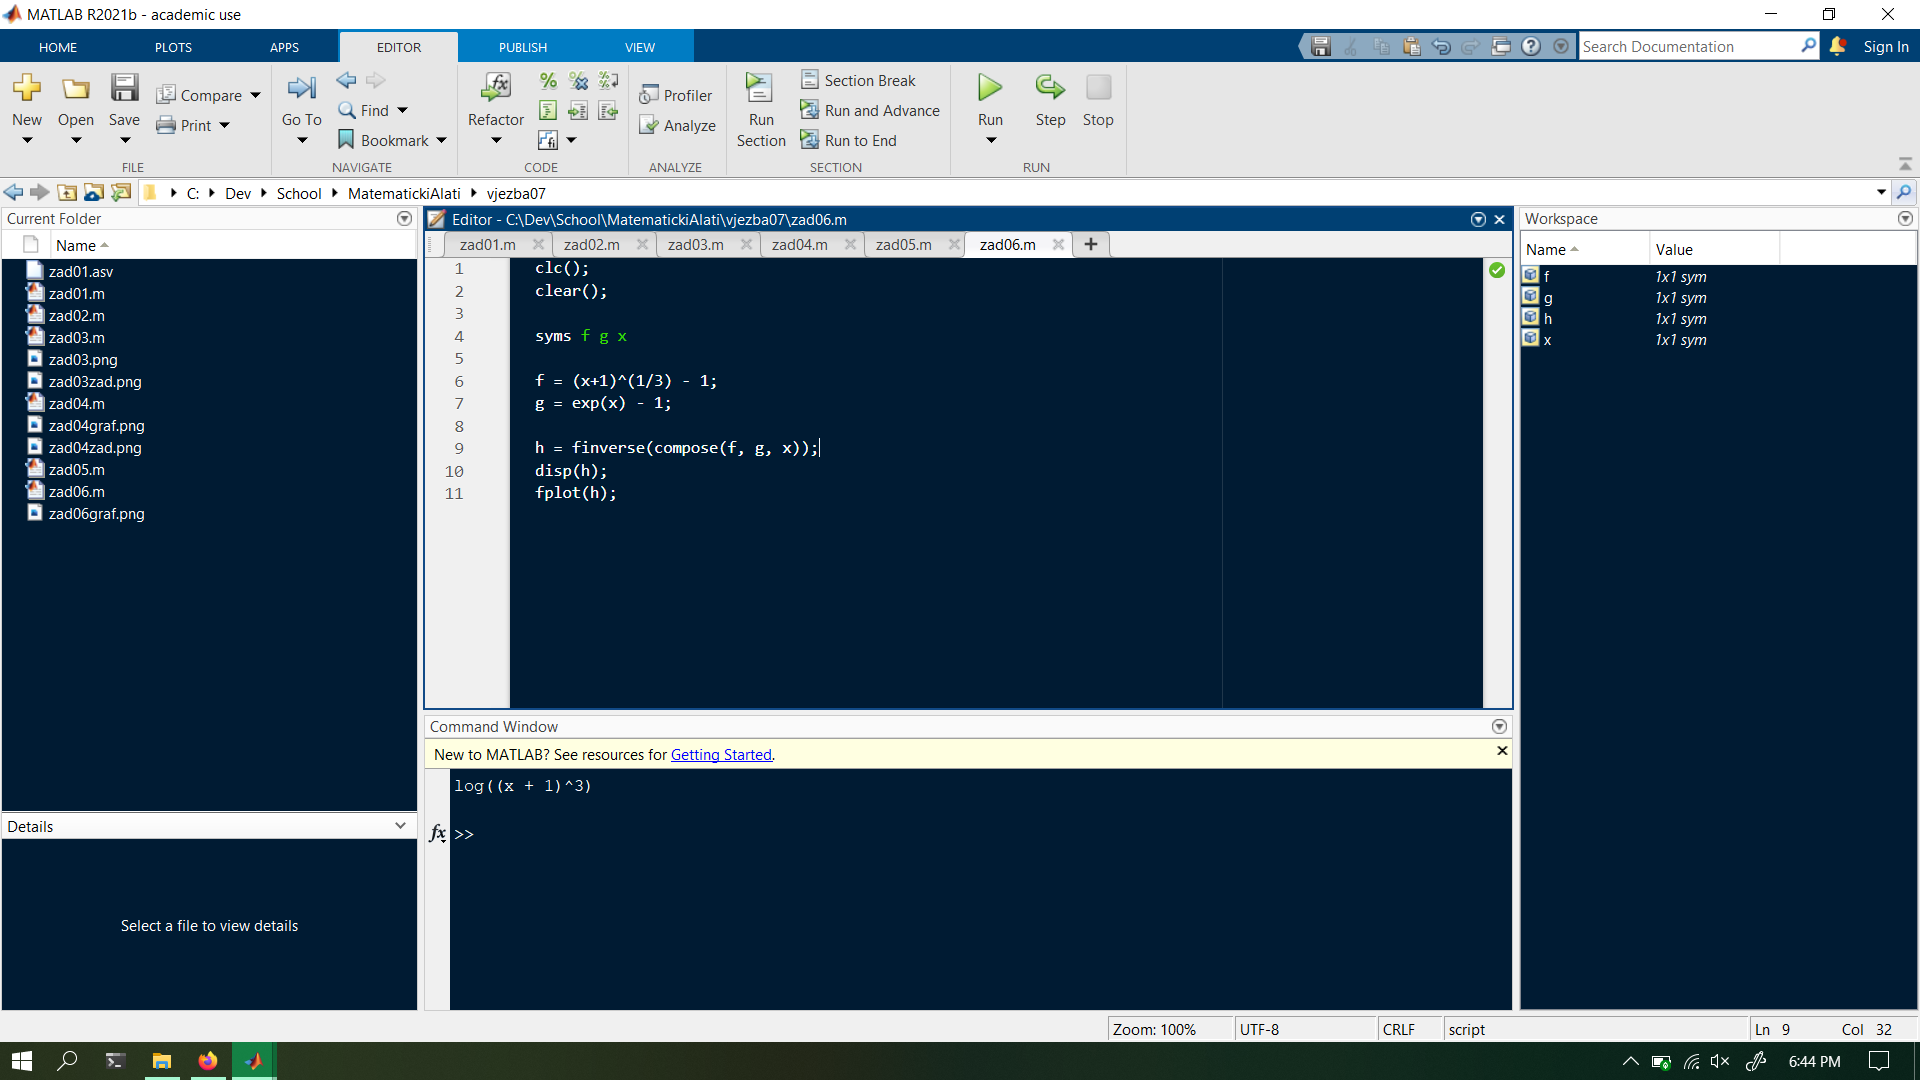 MATLAB R2021b - academic use
HOME PLOTS APPS EDITOR PUBLISH VIEW
Search Documentation
Sign In
New
Open
Save
Compare
Print
FILE
Go To
Find
Bookmark
NAVIGATE
Refactor
CODE
Profiler
Analyze
ANALYZE
Run Section
Section Break
Run and Advance
Run to End
SECTION
Run
Step
Stop
RUN
C: Dev School MatematickiAlati vjezba07
Current Folder
Name
zad01.asv
zad01.m
zad02.m
zad03.m
zad03.png
zad03zad.png
zad04.m
zad04graf.png
zad04zad.png
zad05.m
zad06.m
zad06graf.png
Details
Select a file to view details
Editor - C:\Dev\School\MatematickiAlati\vjezba07\zad06.m
zad01.m zad02.m zad03.m zad04.m zad05.m zad06.m
1 clc();
2 clear();
3
4 syms f g x
5
6 f = (x+1)^(1/3) - 1;
7 g = exp(x) - 1;
8
9 h = finverse(compose(f, g, x));
10 disp(h);
11 fplot(h);
Command Window
New to MATLAB? See resources for Getting Started.
log((x + 1)^3)
fx >>
Workspace
Name Value
f 1x1 sym
g 1x1 sym
h 1x1 sym
x 1x1 sym
Zoom: 100% UTF-8 CRLF script Ln 9 Col 32
6:44 PM